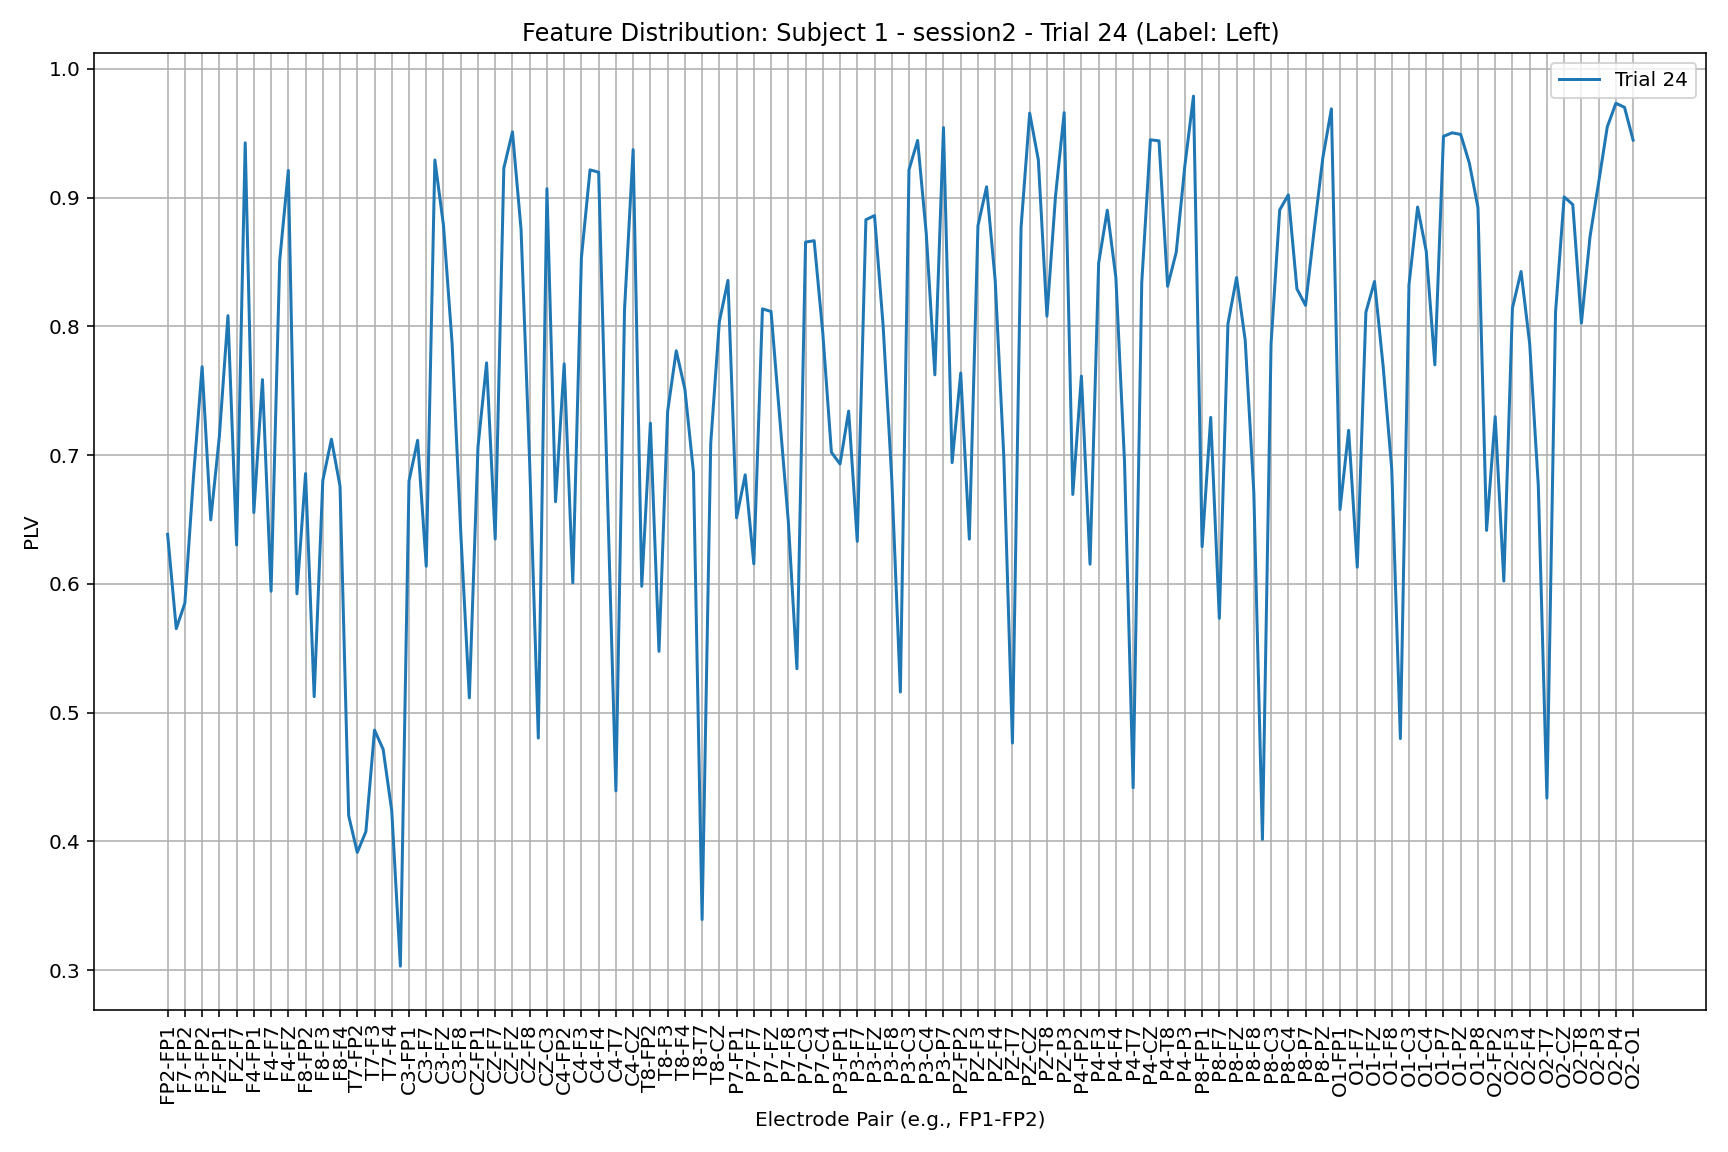 Feature Distribution: Subject 1 - session2 - Trial 24 (Label: Left)
Trial 24
PLV
1.0
0.9
0.8
0.7
0.6
0.5
0.4
0.3
FP2-FP1
F7-FP2
F3-FP2
FZ-FP1
FZ-F7
F4-FP1
F4-F7
F4-FZ
F8-FP2
F8-F3
F8-F4
T7-FP2
T7-F3
T7-F4
C3-FP1
C3-F7
C3-FZ
C3-F8
CZ-FP1
CZ-F7
CZ-FZ
CZ-F8
CZ-C3
C4-FP2
C4-F3
C4-F4
C4-T7
C4-CZ
T8-FP2
T8-F3
T8-F4
T8-T7
T8-CZ
P7-FP1
P7-F7
P7-FZ
P7-F8
P7-C3
P7-C4
P3-FP1
P3-F7
P3-FZ
P3-F8
P3-C3
P3-C4
P3-P7
PZ-FP2
PZ-F3
PZ-F4
PZ-T7
PZ-CZ
PZ-T8
PZ-P3
P4-FP2
P4-F3
P4-F4
P4-T7
P4-CZ
P4-T8
P4-P3
P8-FP1
P8-F7
P8-FZ
P8-F8
P8-C3
P8-C4
P8-P7
P8-PZ
O1-FP1
O1-F7
O1-FZ
O1-F8
O1-C3
O1-C4
O1-P7
O1-PZ
O1-P8
O2-FP2
O2-F3
O2-F4
O2-T7
O2-CZ
O2-T8
O2-P3
O2-P4
O2-O1
Electrode Pair (e.g., FP1-FP2)